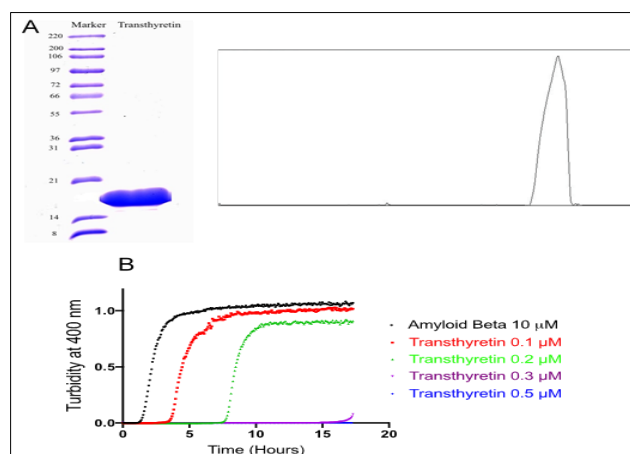 A
Marker Transthyretin
220
200
106
97
72
66
55
36
31
21
14
8
B
Turbidity at 400 nm
1.0
0.5
0.0
0 5 10 15 20
Time (Hours)
Amyloid Beta 10 µM
Transthyretin 0.1 µM
Transthyretin 0.2 µM
Transthyretin 0.3 µM
Transthyretin 0.5 µM